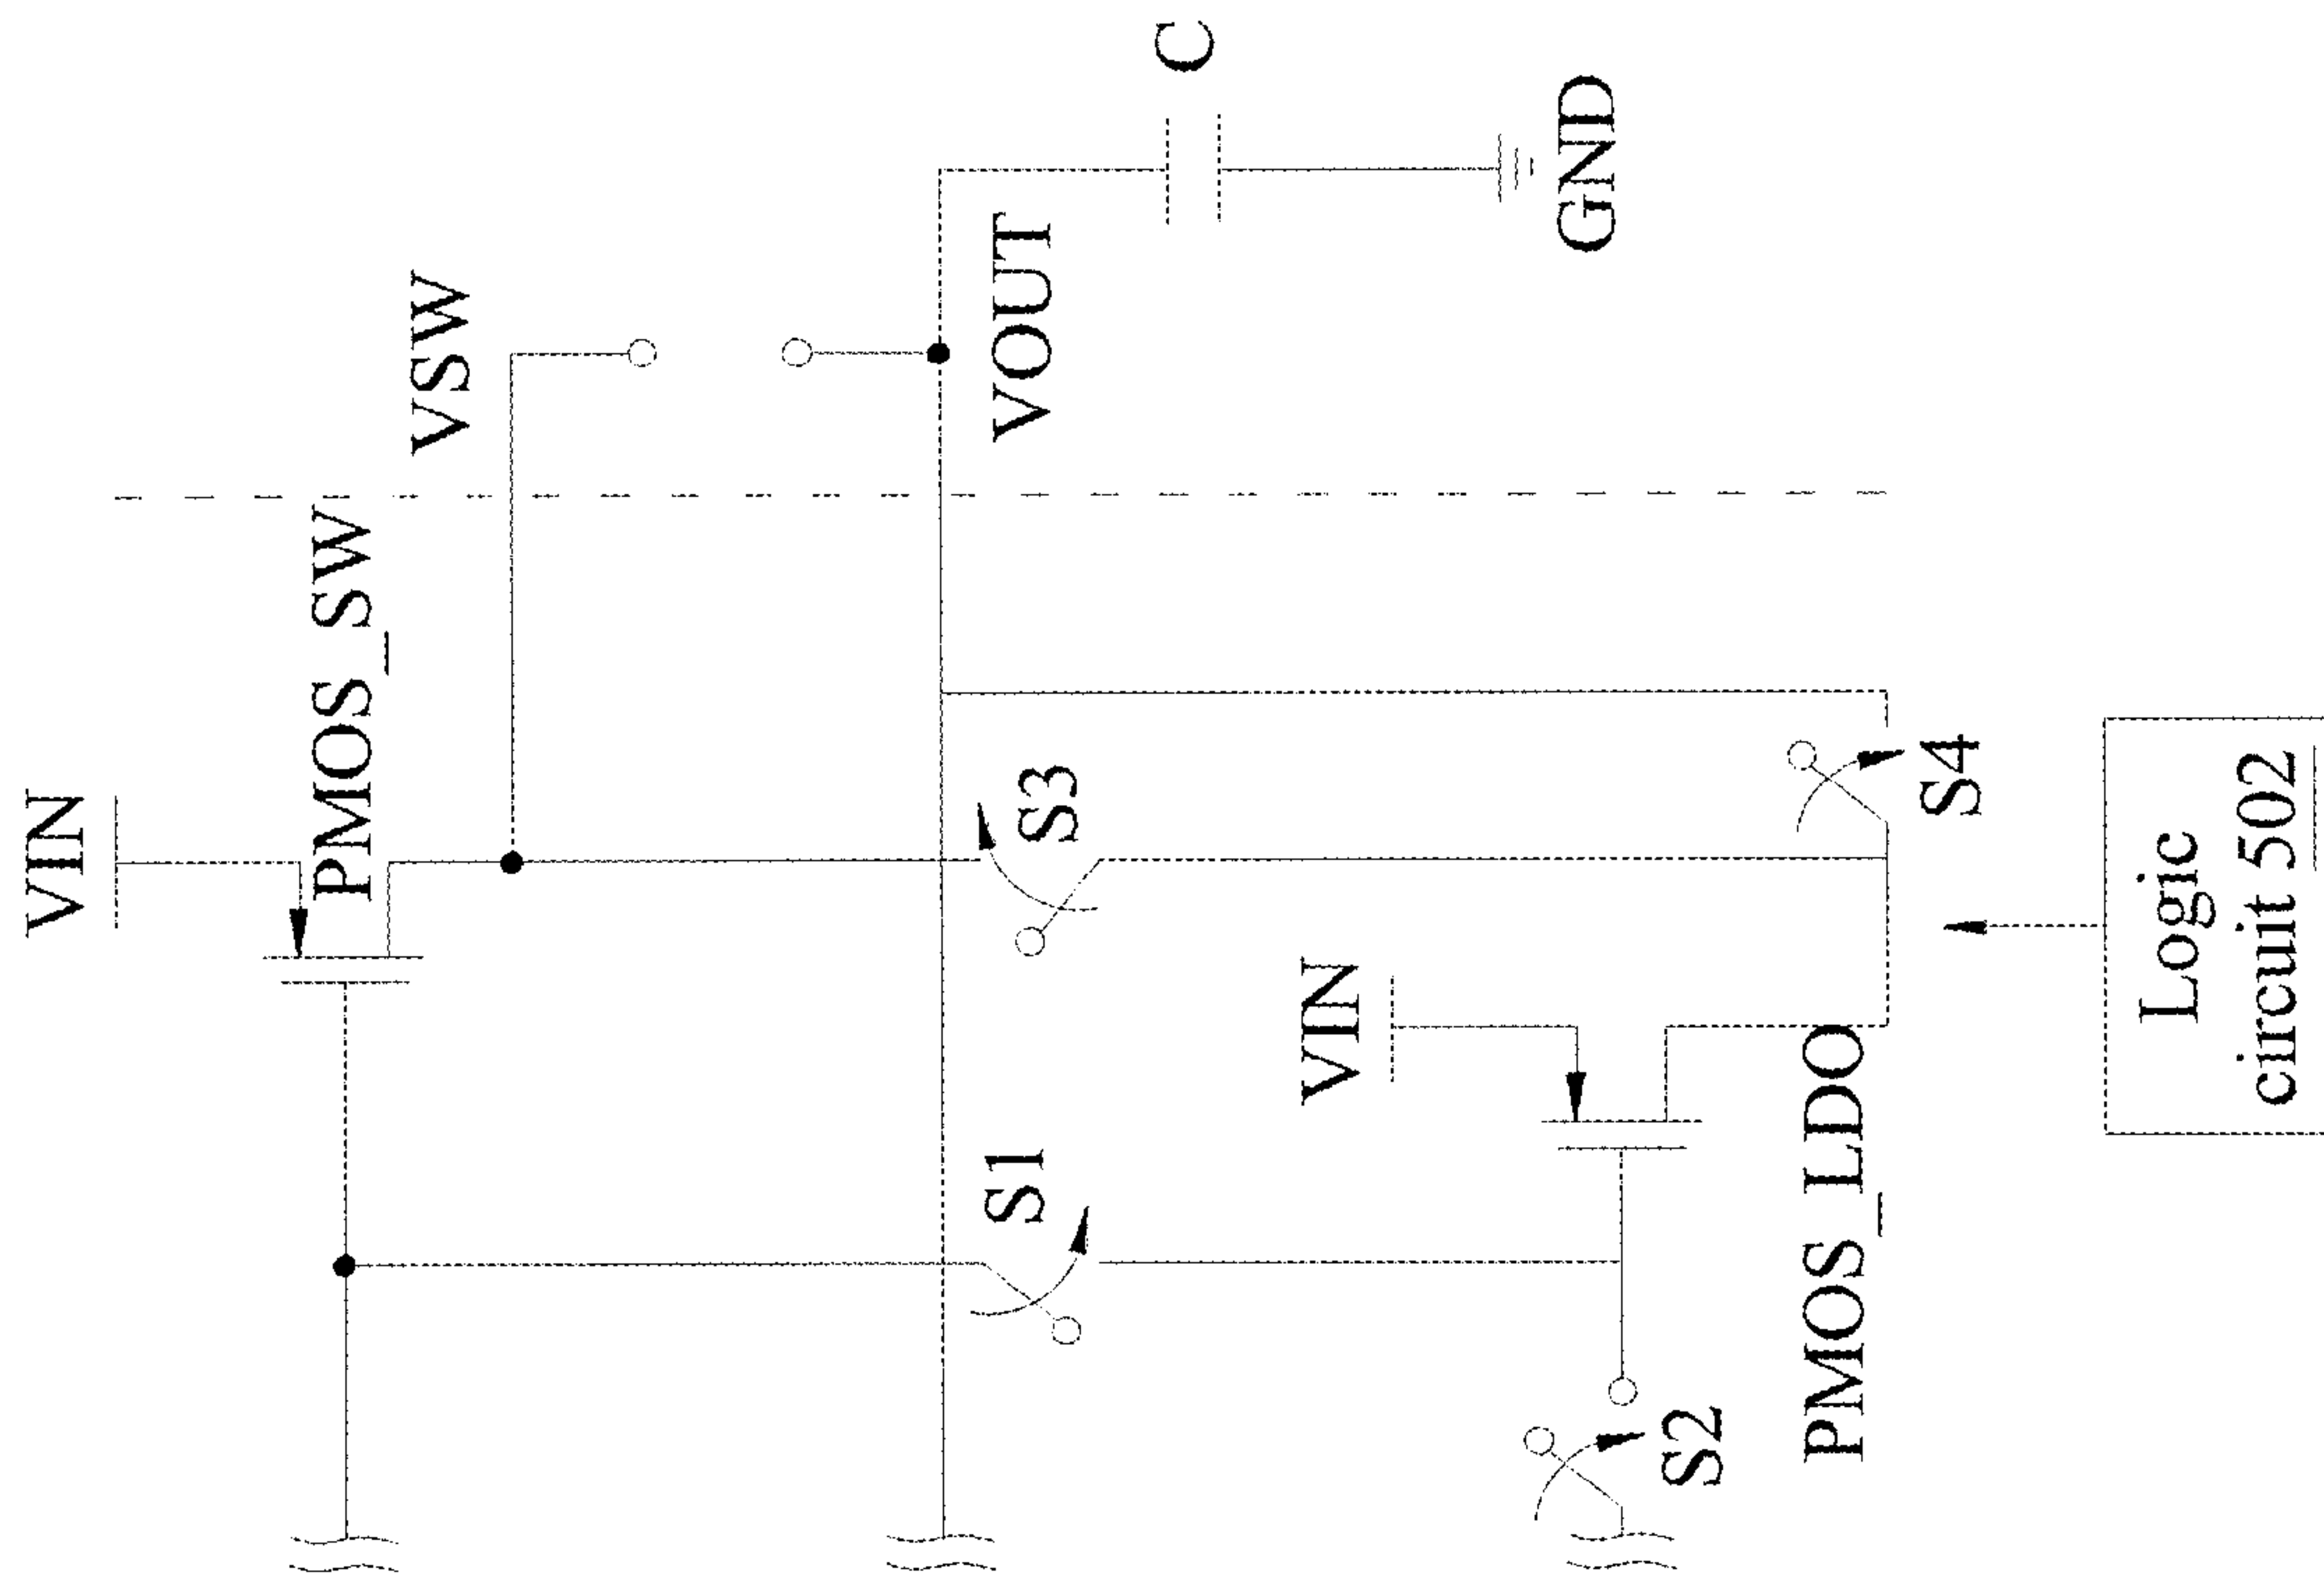 VIN
PMOS_SW
VSW
S3
VOUT
C
S1
VIN
GND
S2
PMOS_LDO
S4
Logic
circuit 502